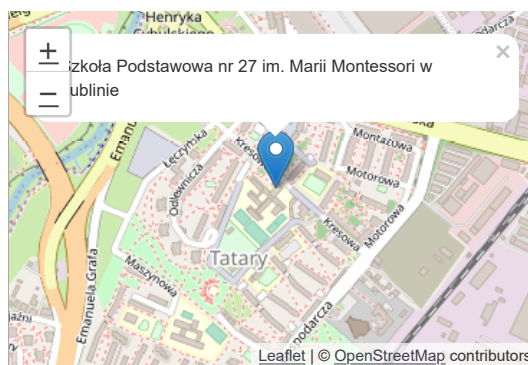 Henryka
Cybulskiego
+
Szkoła Podstawowa nr 27 im. Marii Montessori w
Lublinie
×
−
Łęczyńska
Kresowa
Montażowa
Motorowa
Odlewnicza
Kresowa
Motorowa
Tatary
Maszynowa
Emanuela Grafa
Leaflet | © OpenStreetMap contributors